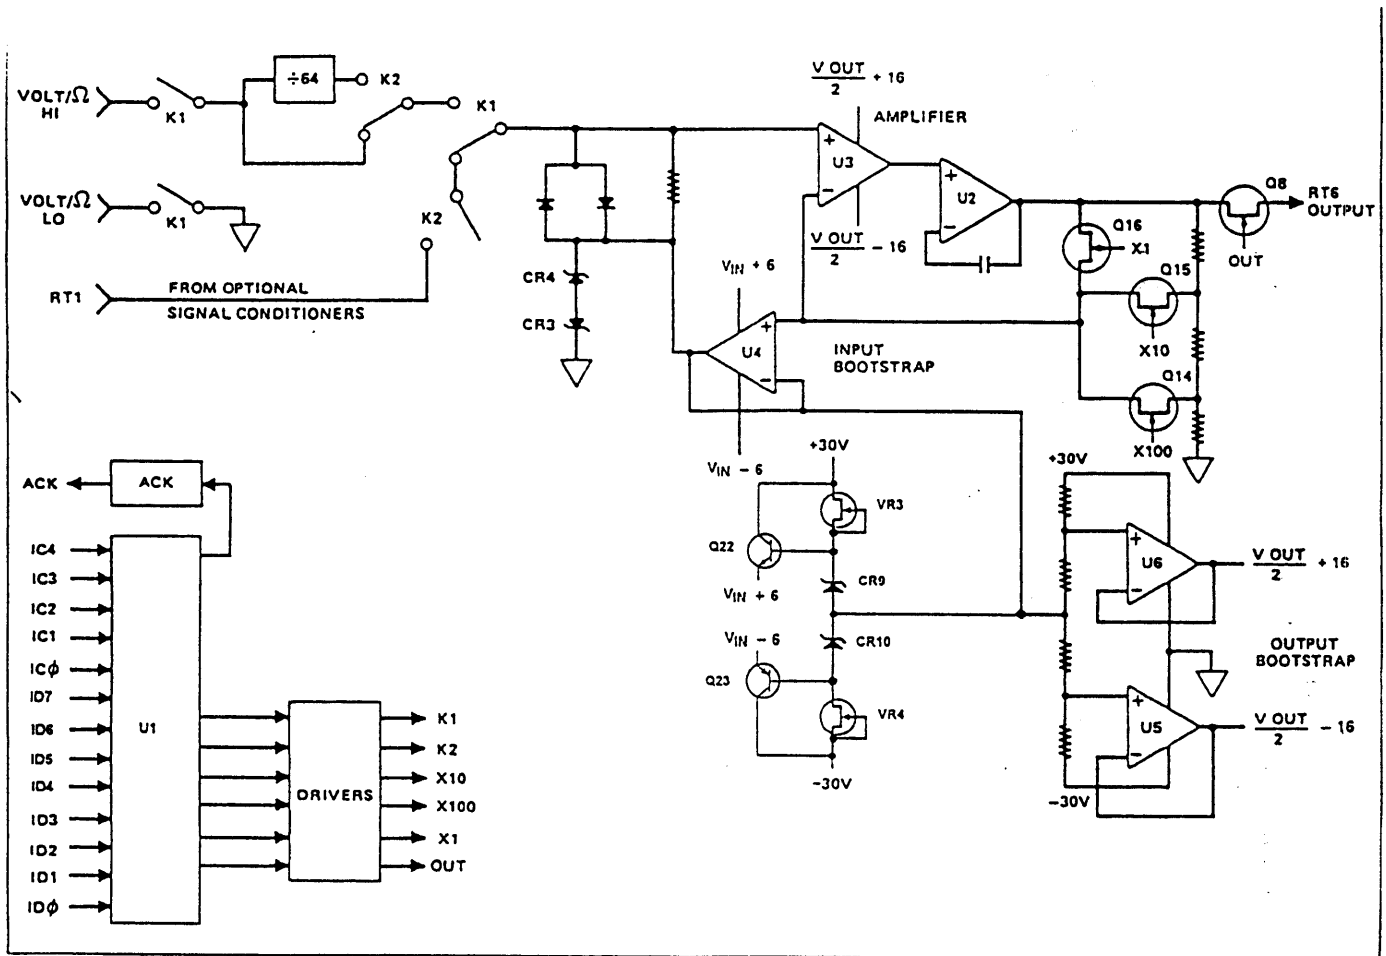 VOLT/Ω
HI
K1
÷64
K2
K1
VOLT/Ω
LO
K1
K2
RT1
FROM OPTIONAL
SIGNAL CONDITIONERS
CR4
CR3
V OUT
2
+ 16
AMPLIFIER
+
U3
−
V OUT
2
− 16
+
U2
−
Q16
X1
Q8
RT6
OUTPUT
OUT
Q15
X10
Q14
X100
VIN + 6
+
U4
−
INPUT
BOOTSTRAP
VIN − 6
+30V
VR3
Q22
VIN + 6
CR9
VIN − 6
CR10
Q23
VR4
−30V
+30V
+
U6
−
V OUT
2
+ 16
OUTPUT
BOOTSTRAP
+
U5
−
V OUT
2
− 16
−30V
ACK
ACK
IC4
IC3
IC2
IC1
ICϕ
ID7
ID6
ID5
ID4
ID3
ID2
ID1
IDϕ
U1
DRIVERS
K1
K2
X10
X100
X1
OUT